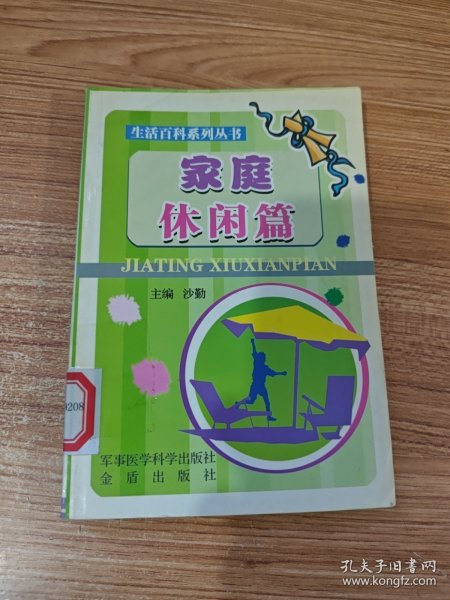 生活百科系列丛书
家庭
休闲篇
JIATING XIUXIANPIAN
主编 沙勤
9208
军事医学科学出版社
金盾出版社
孔夫子旧书网
www.kongfz.com